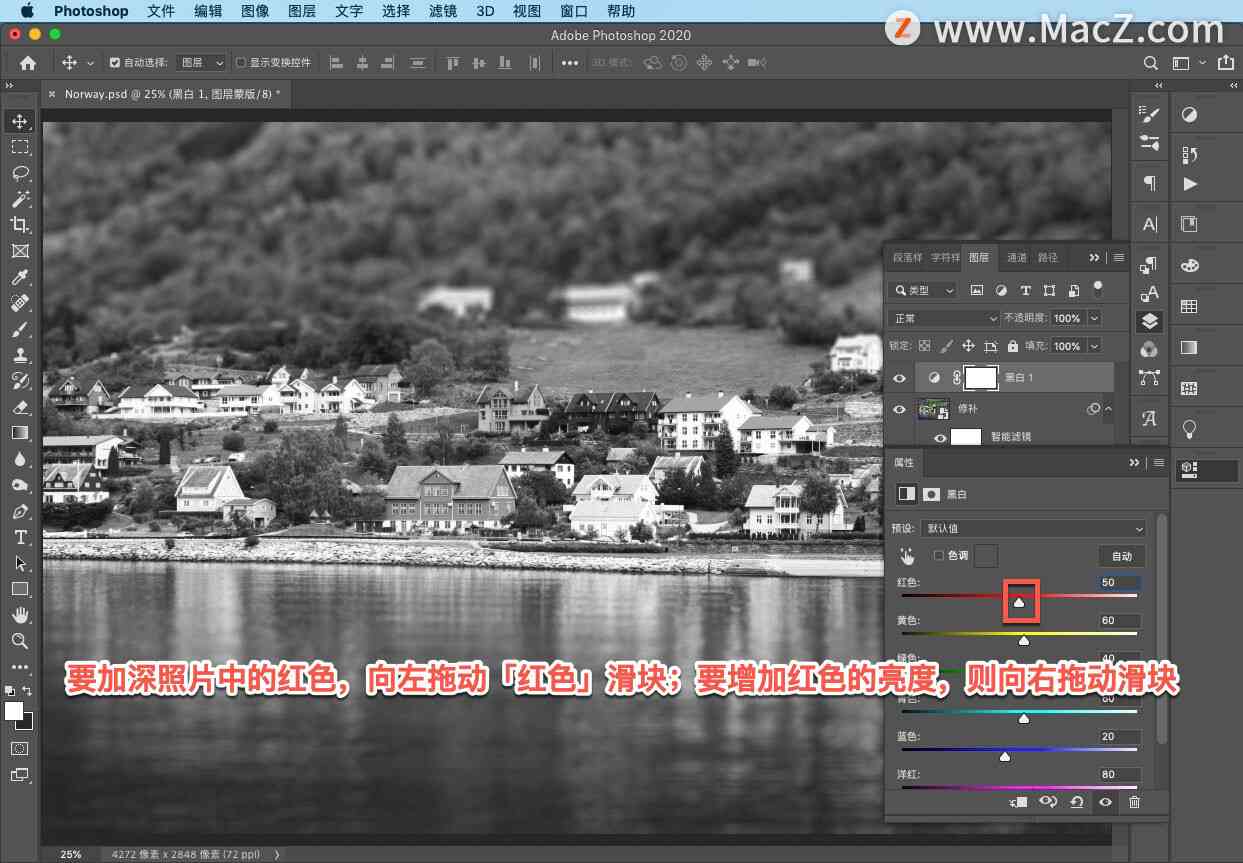 Photoshop 文件 编辑 图像 图层 文字 选择 滤镜 3D 视图 窗口 帮助
Adobe Photoshop 2020
Z www.MacZ.com
自动选择: 图层 显示变换控件 3D 模式:
Norway.psd @ 25% (黑白 1, 图层蒙版/8) *
段落样 字符样 图层 通道 路径
类型
正常 不透明度: 100%
锁定: 填充: 100%
黑白 1
修补
智能滤镜
属性
黑白
预设: 默认值
色调 自动
红色: 50
黄色: 60
绿色: 40
要加深照片中的红色，向左拖动「红色」滑块；要增加红色的亮度，则向右拖动滑块
青色: 60
蓝色: 20
洋红: 80
25% 4272 像素 x 2848 像素 (72 ppi)